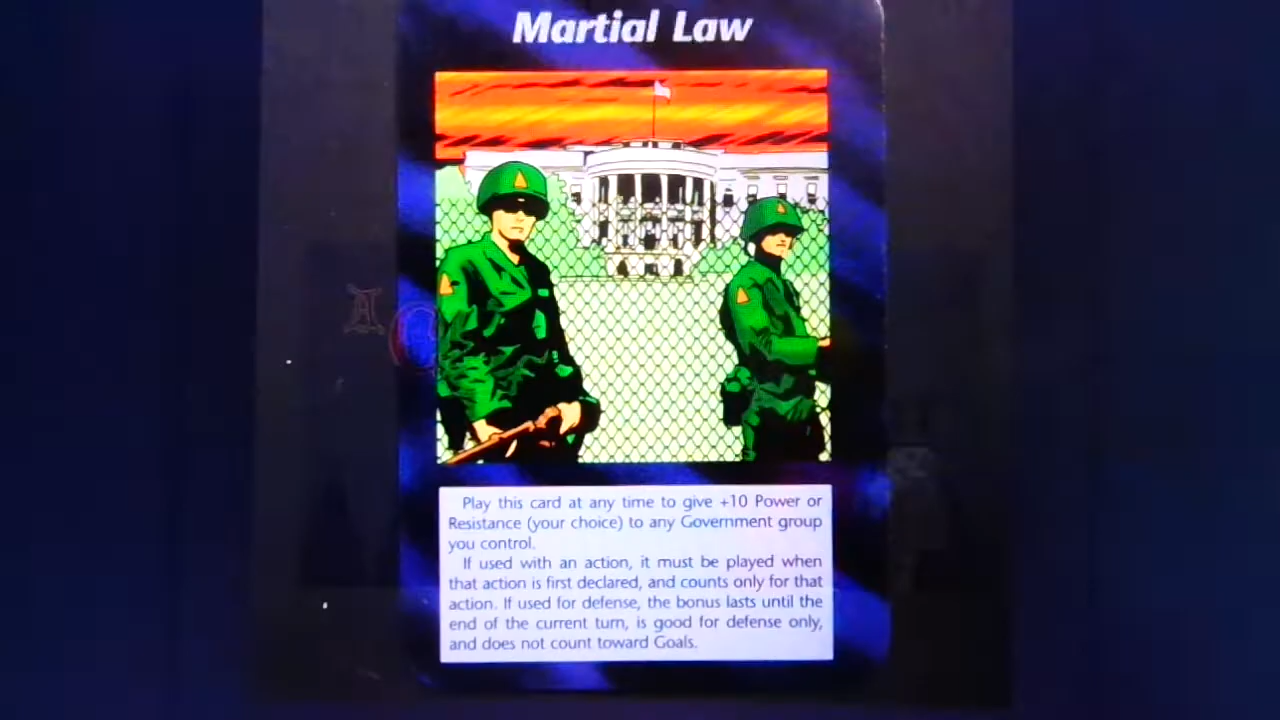 Martial Law
Play this card at any time to give +10 Power or
Resistance (your choice) to any Government group
you control.
If used with an action, it must be played when
that action is first declared, and counts only for that
action. If used for defense, the bonus lasts until the
end of the current turn, is good for defense only,
and does not count toward Goals.